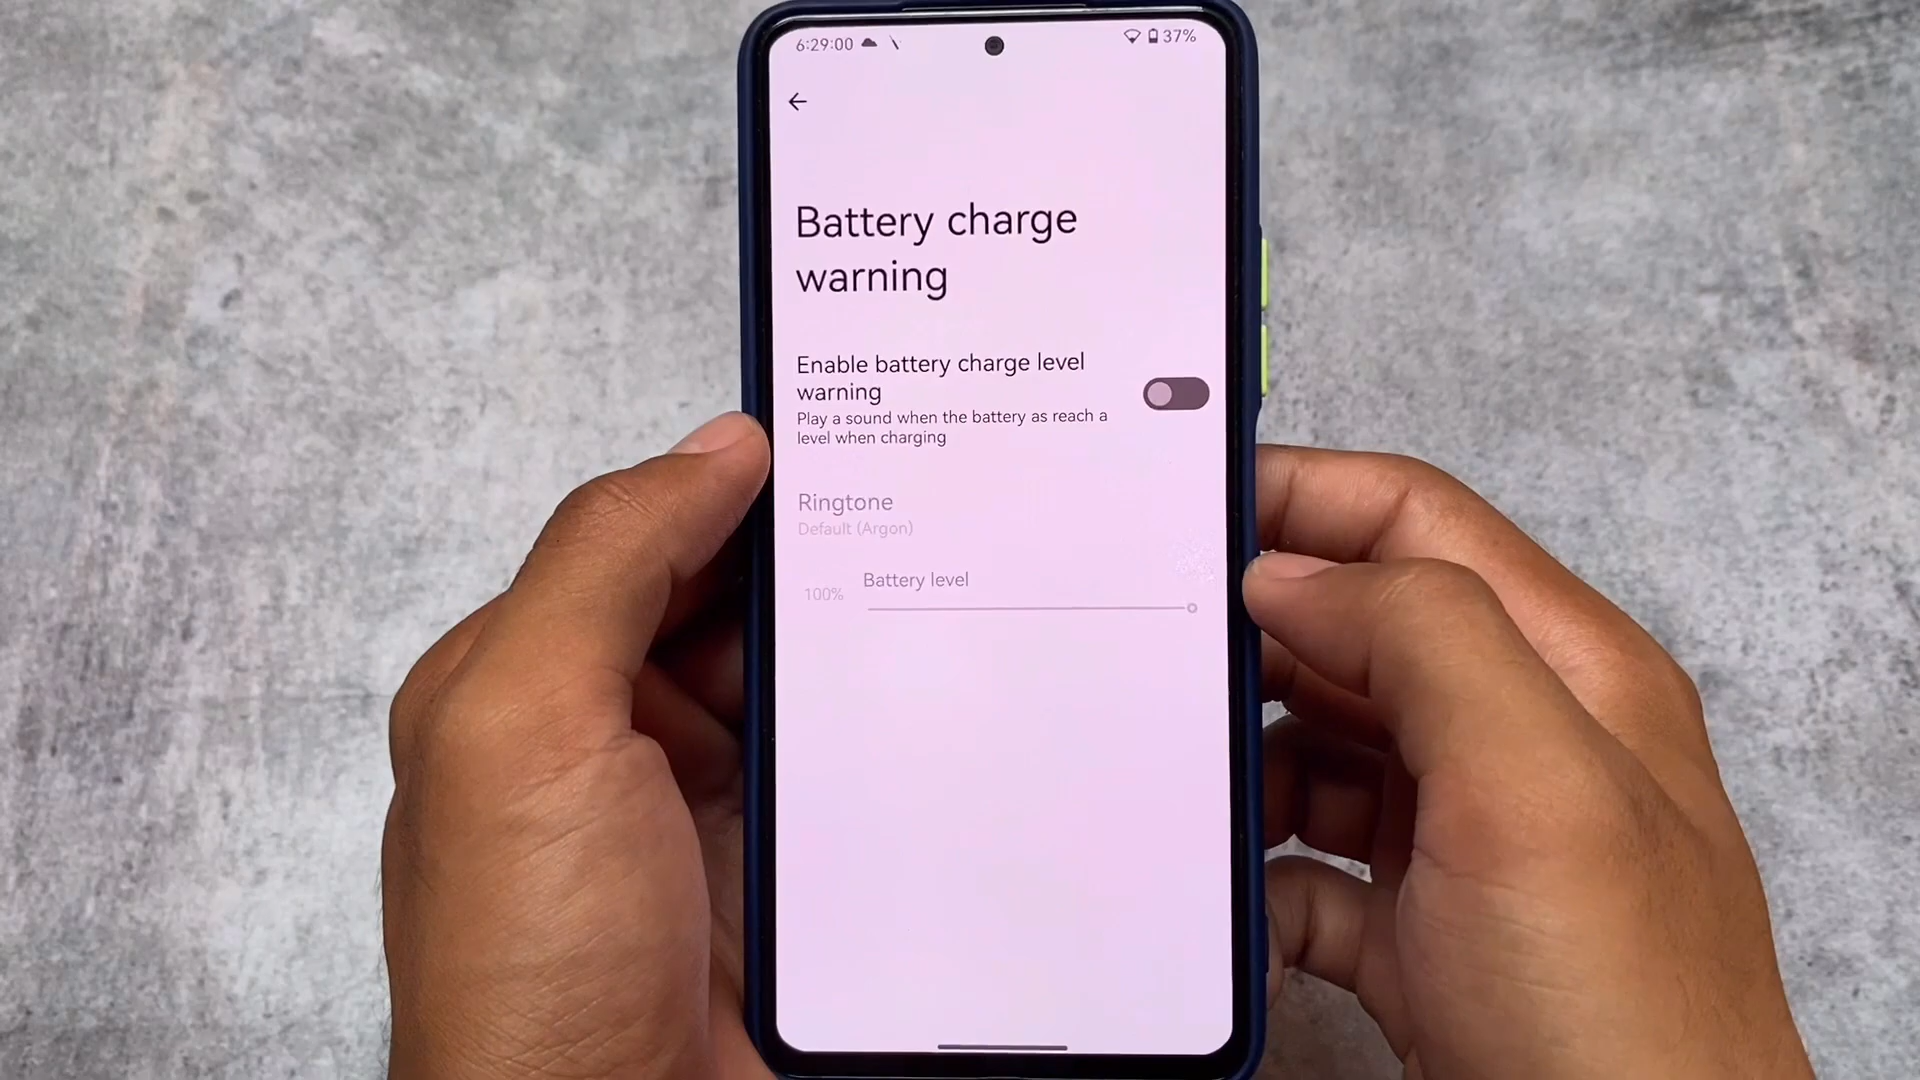 6:29:00 37%
Battery charge
warning
Enable battery charge level
warning
Play a sound when the battery as reach a
level when charging
Ringtone
Default (Argon)
Battery level
100%